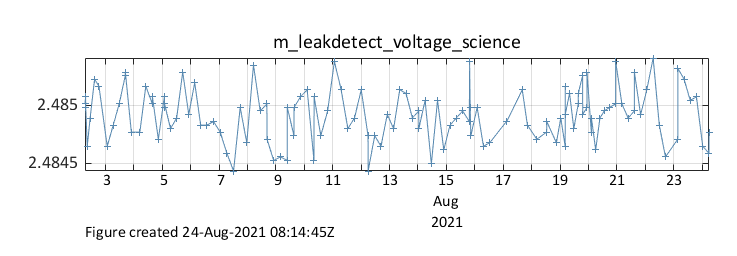 m_leakdetect_voltage_science
2.485
2.4845
3 5 7 9 11 13 15 17 19 21 23
Aug
2021
Figure created 24-Aug-2021 08:14:45Z